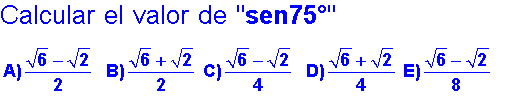 Calcular el valor de "sen75°"
A) (√6 − √2)/2 B) (√6 + √2)/2 C) (√6 − √2)/4 D) (√6 + √2)/4 E) (√6 − √2)/8